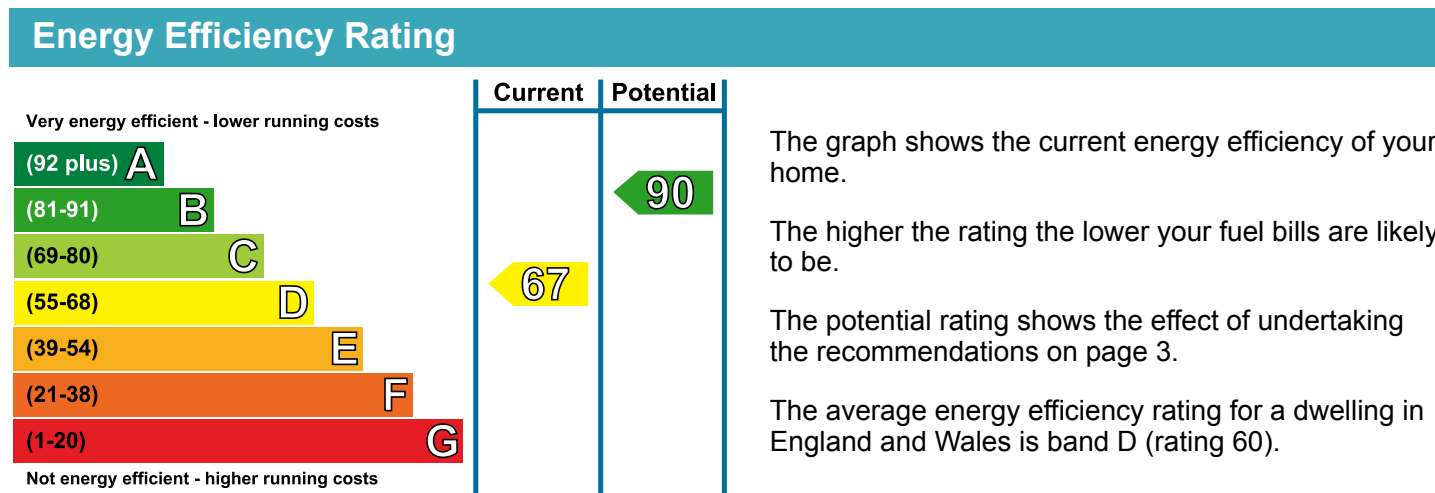 Energy Efficiency Rating
Current Potential
Very energy efficient - lower running costs
(92 plus) A
(81-91) B
(69-80) C
(55-68) D
(39-54) E
(21-38) F
(1-20) G
Not energy efficient - higher running costs
67
90
The graph shows the current energy efficiency of your
home.
The higher the rating the lower your fuel bills are likely
to be.
The potential rating shows the effect of undertaking
the recommendations on page 3.
The average energy efficiency rating for a dwelling in
England and Wales is band D (rating 60).